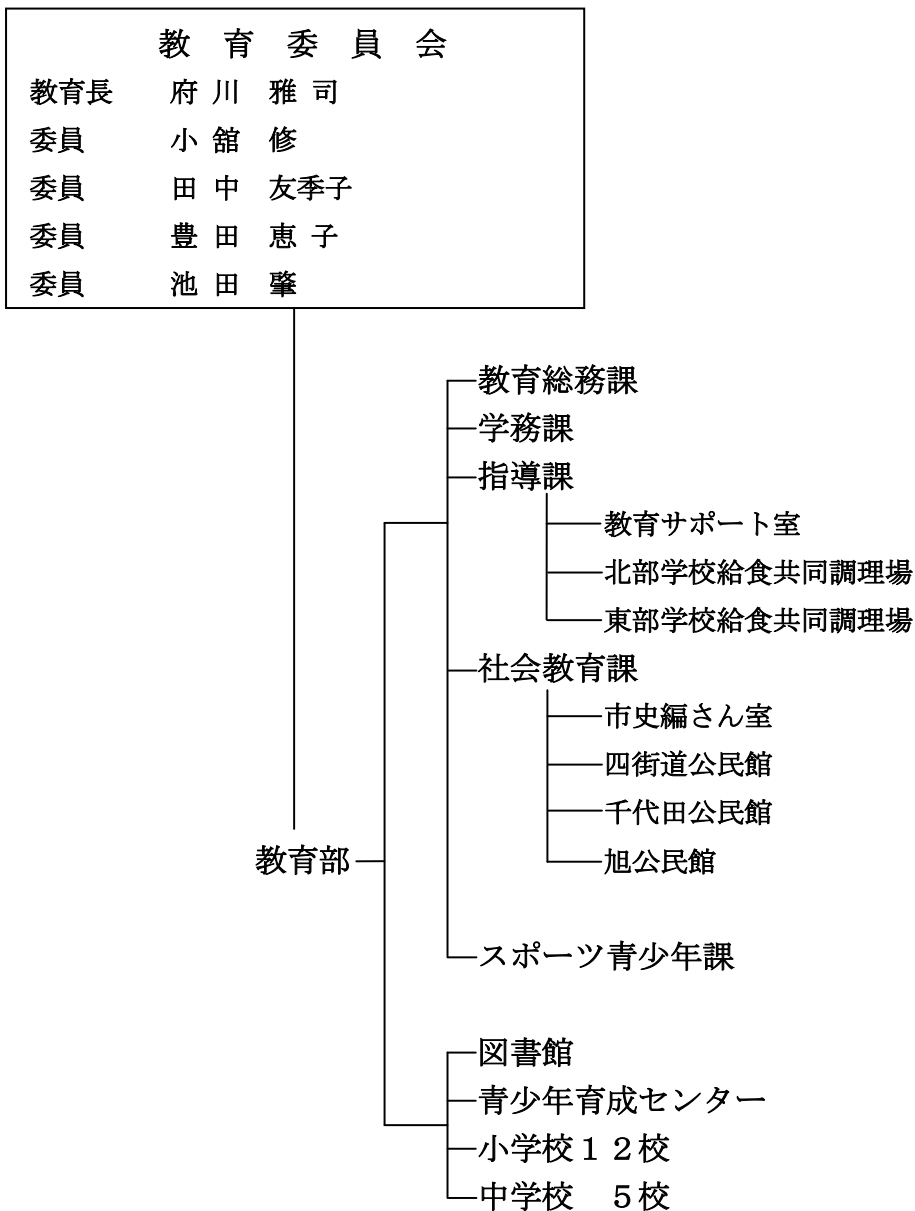 教育委員会
教育長 府川 雅司
委員 小舘 修
委員 田中 友季子
委員 豊田 恵子
委員 池田 肇
教育総務課
学務課
指導課
教育サポート室
北部学校給食共同調理場
東部学校給食共同調理場
社会教育課
市史編さん室
四街道公民館
千代田公民館
旭公民館
教育部
スポーツ青少年課
図書館
青少年育成センター
小学校12校
中学校 5校